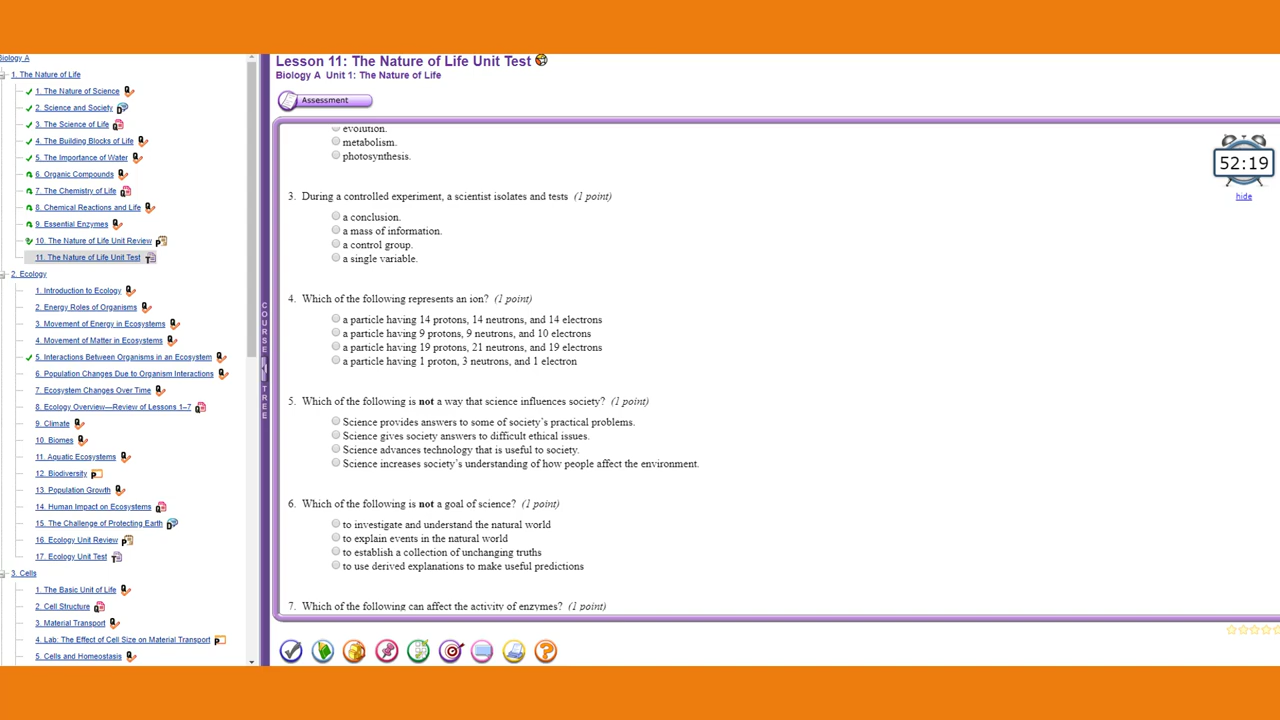 Biology A
1. The Nature of Life
1. The Nature of Science
2. Science and Society
3. The Science of Life
4. The Building Blocks of Life
5. The Importance of Water
6. Organic Compounds
7. The Chemistry of Life
8. Chemical Reactions and Life
9. Essential Enzymes
10. The Nature of Life Unit Review
11. The Nature of Life Unit Test
2. Ecology
1. Introduction to Ecology
2. Energy Roles of Organisms
3. Movement of Energy in Ecosystems
4. Movement of Matter in Ecosystems
5. Interactions Between Organisms in an Ecosystem
6. Population Changes Due to Organism Interactions
7. Ecosystem Changes Over Time
8. Ecology Overview—Review of Lessons 1–7
9. Climate
10. Biomes
11. Aquatic Ecosystems
12. Biodiversity
13. Population Growth
14. Human Impact on Ecosystems
15. The Challenge of Protecting Earth
16. Ecology Unit Review
17. Ecology Unit Test
3. Cells
1. The Basic Unit of Life
2. Cell Structure
3. Material Transport
4. Lab: The Effect of Cell Size on Material Transport
5. Cells and Homeostasis
COURSE TREE
Lesson 11: The Nature of Life Unit Test
Biology A Unit 1: The Nature of Life
Assessment
evolution.
metabolism.
photosynthesis.
3. During a controlled experiment, a scientist isolates and tests (1 point)
a conclusion.
a mass of information.
a control group.
a single variable.
4. Which of the following represents an ion? (1 point)
a particle having 14 protons, 14 neutrons, and 14 electrons
a particle having 9 protons, 9 neutrons, and 10 electrons
a particle having 19 protons, 21 neutrons, and 19 electrons
a particle having 1 proton, 3 neutrons, and 1 electron
5. Which of the following is not a way that science influences society? (1 point)
Science provides answers to some of society's practical problems.
Science gives society answers to difficult ethical issues.
Science advances technology that is useful to society.
Science increases society's understanding of how people affect the environment.
6. Which of the following is not a goal of science? (1 point)
to investigate and understand the natural world
to explain events in the natural world
to establish a collection of unchanging truths
to use derived explanations to make useful predictions
7. Which of the following can affect the activity of enzymes? (1 point)
52:19
hide